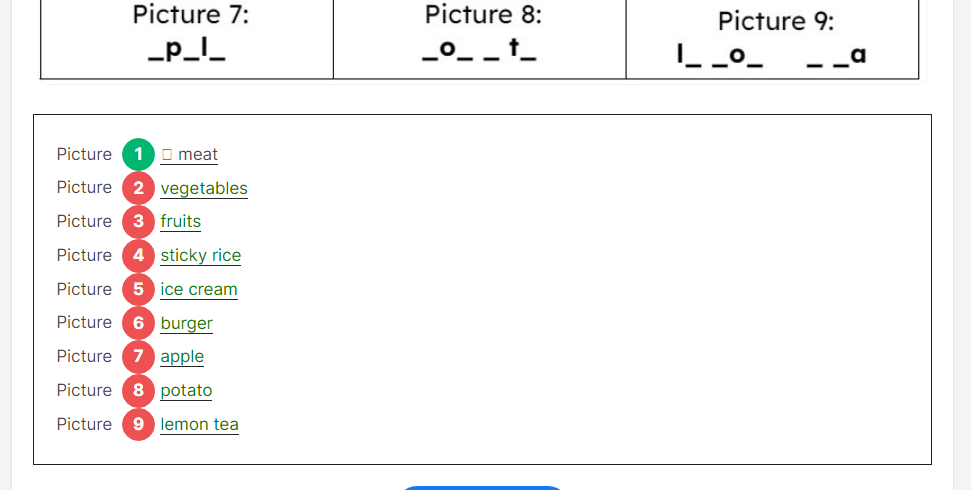 Picture 7: Picture 8: Picture 9:
_p_l_ _o_ _ t_ l_ _o_ _ _a
Picture 1 meat
Picture 2 vegetables
Picture 3 fruits
Picture 4 sticky rice
Picture 5 ice cream
Picture 6 burger
Picture 7 apple
Picture 8 potato
Picture 9 lemon tea